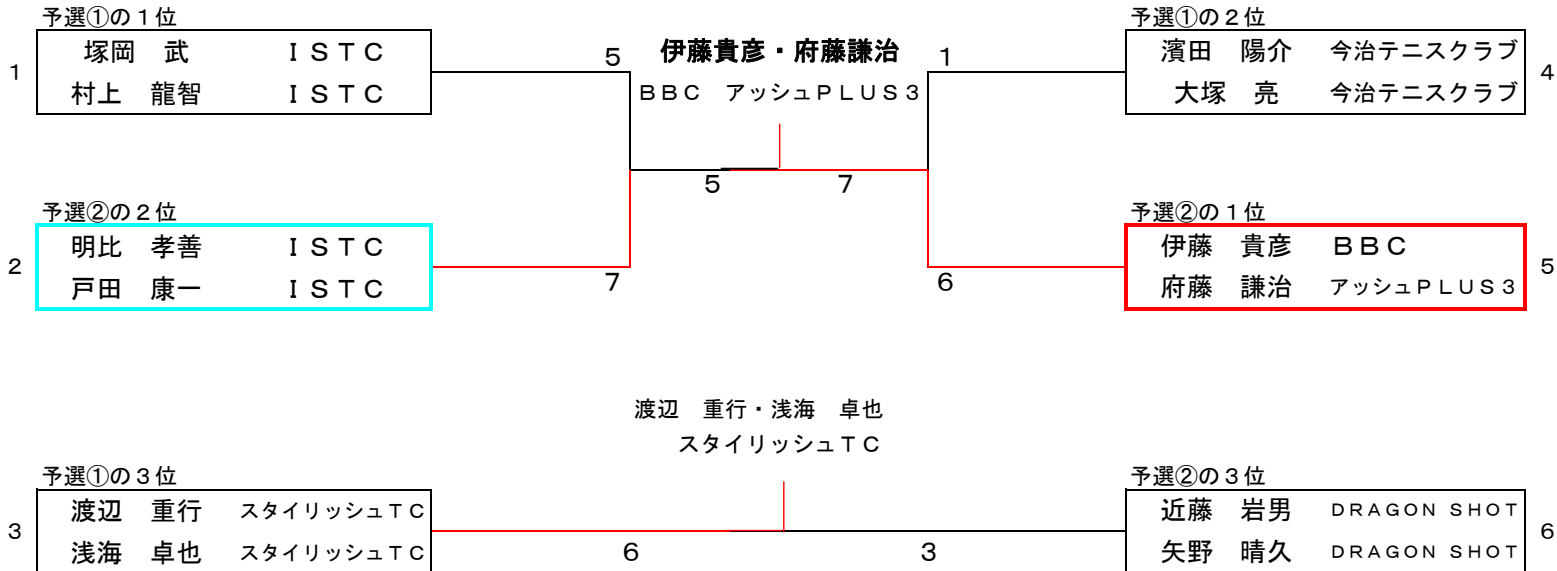 予選①の１位
予選①の２位
1 塚岡　武 ＩＳＴＣ
村上　龍智 ＩＳＴＣ
5 伊藤貴彦・府藤謙治 1
ＢＢＣ　アッシュＰＬＵＳ３
濱田　陽介 今治テニスクラブ 4
大塚　亮 今治テニスクラブ
5 7
予選②の２位
予選②の１位
2 明比　孝善 ＩＳＴＣ
戸田　康一 ＩＳＴＣ
7 6
伊藤　貴彦 ＢＢＣ 5
府藤　謙治 アッシュＰＬＵＳ３
渡辺　重行・浅海　卓也
スタイリッシュＴＣ
予選①の３位
予選②の３位
3 渡辺　重行 スタイリッシュＴＣ
浅海　卓也 スタイリッシュＴＣ
6 3
近藤　岩男 ＤＲＡＧＯＮ ＳＨＯＴ 6
矢野　晴久 ＤＲＡＧＯＮ ＳＨＯＴ